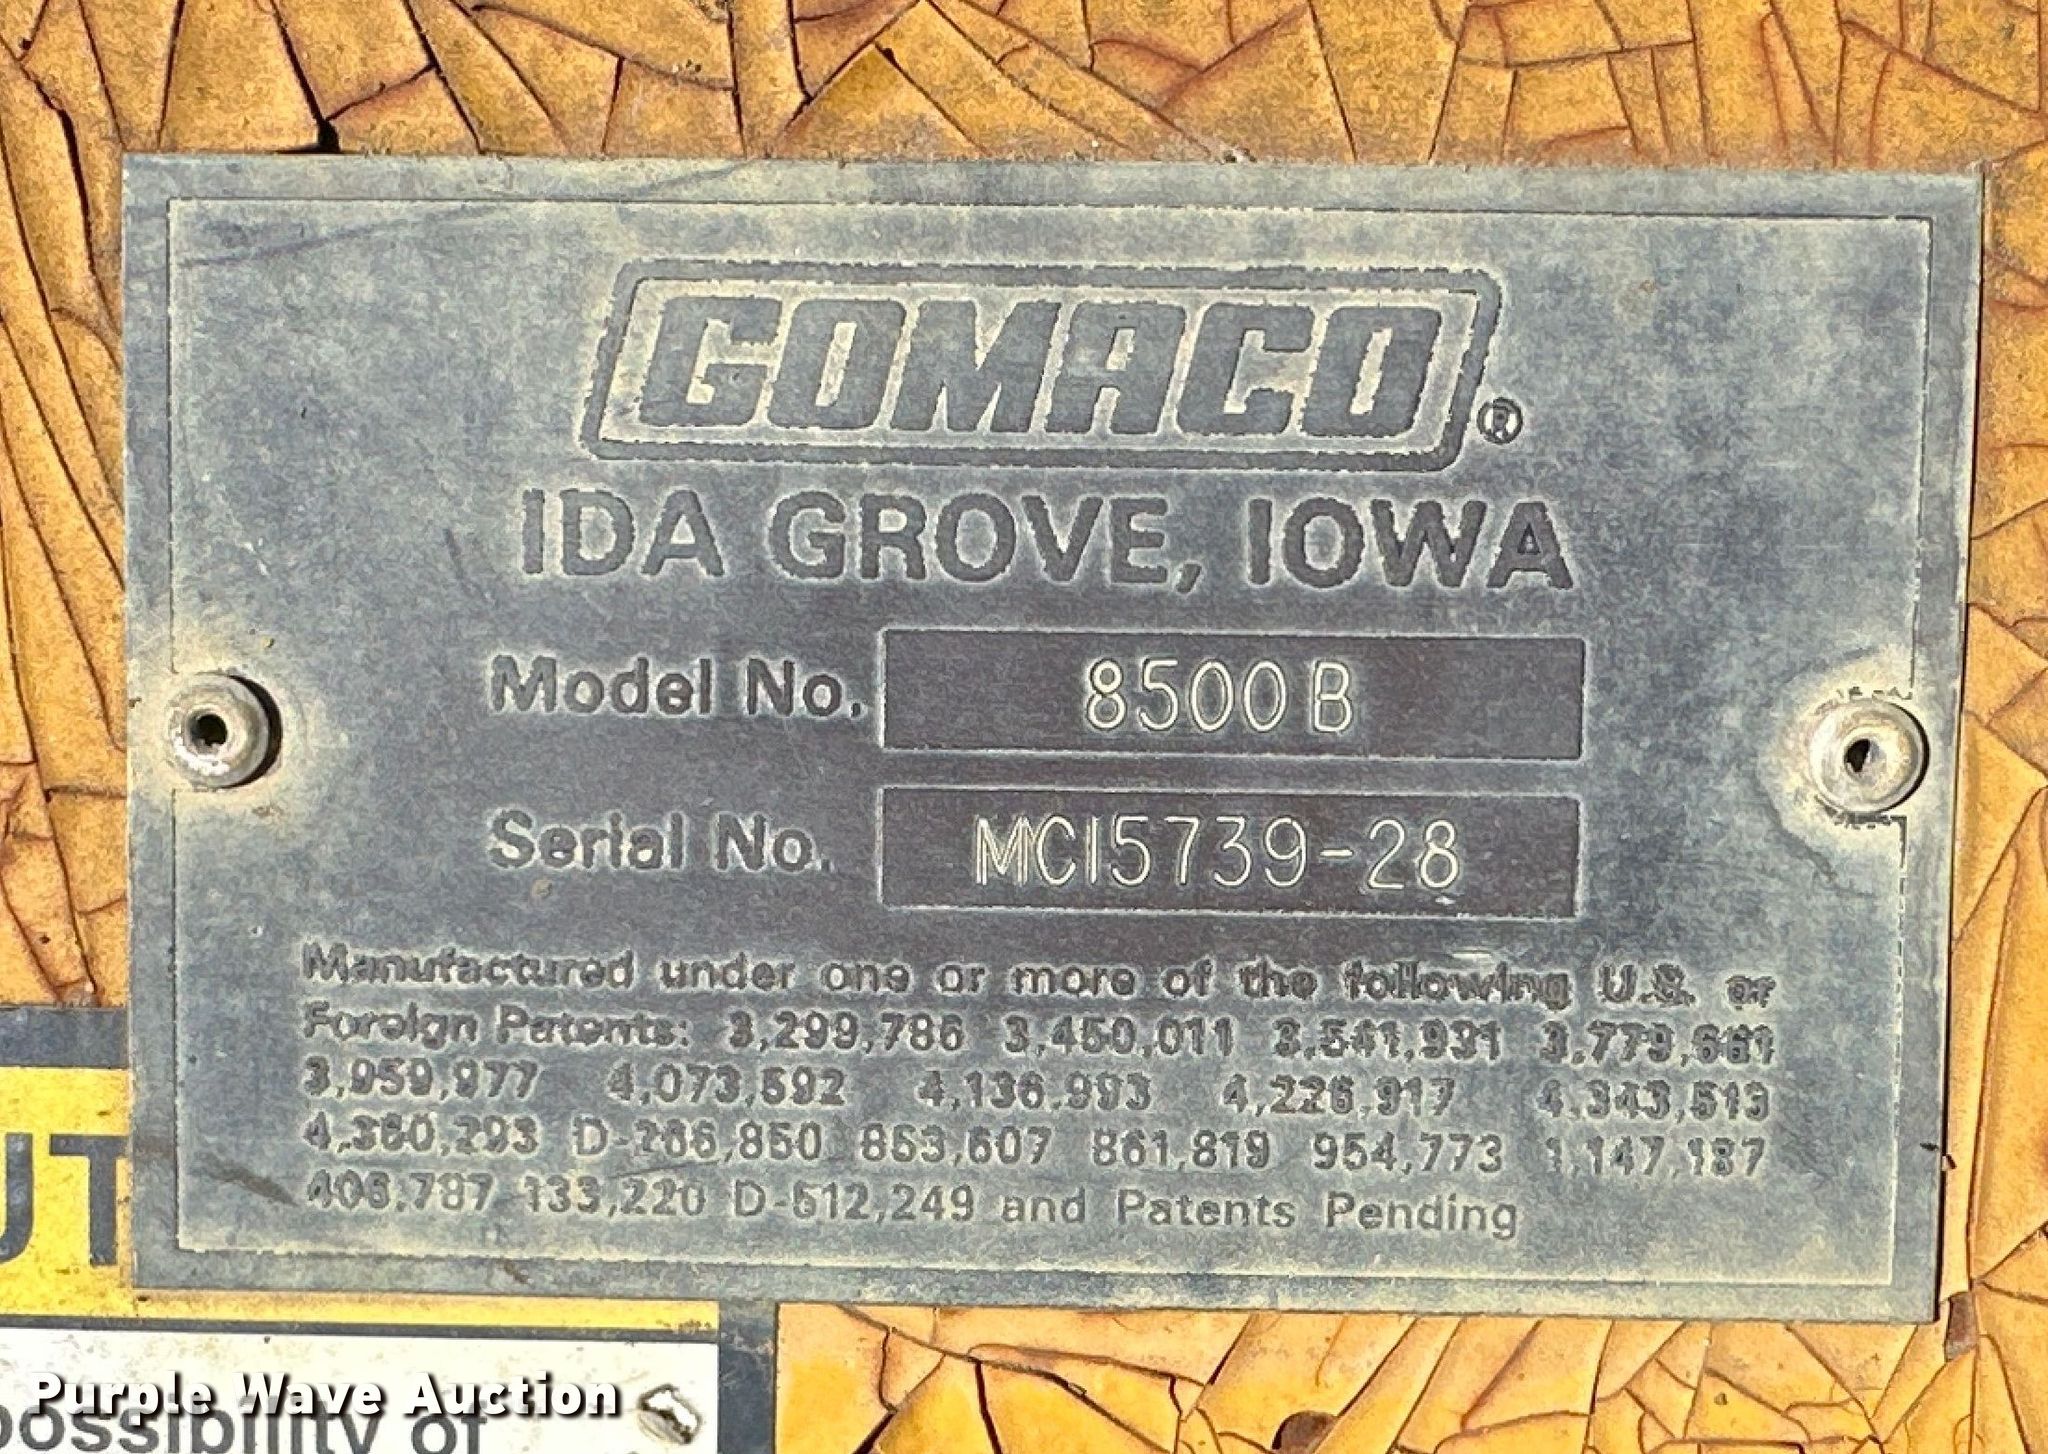 GOMACO®
IDA GROVE, IOWA
Model No. 8500B
Serial No. MC15739-28
Manufactured under one or more of the following U.S. or
Foreign Patents: 3,299,786 3,450,011 3,541,931 3,779,661
3,959,977 4,073,592 4,136,993 4,226,917 4,343,513
4,360,293 D-266,850 853,607 861,819 954,773 1,147,187
406,787 133,220 D-512,249 and Patents Pending
UT
Purple Wave Auction
possibility of